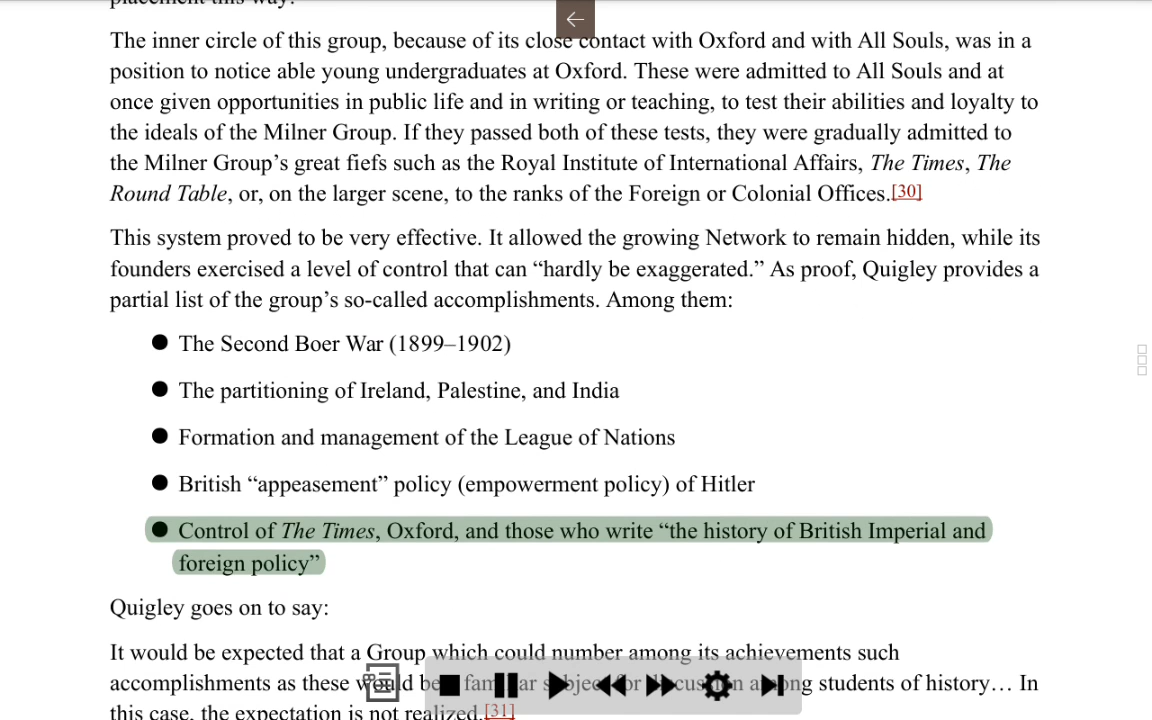 placement this way:
The inner circle of this group, because of its close contact with Oxford and with All Souls, was in a
position to notice able young undergraduates at Oxford. These were admitted to All Souls and at
once given opportunities in public life and in writing or teaching, to test their abilities and loyalty to
the ideals of the Milner Group. If they passed both of these tests, they were gradually admitted to
the Milner Group’s great fiefs such as the Royal Institute of International Affairs, The Times, The
Round Table, or, on the larger scene, to the ranks of the Foreign or Colonial Offices.[30]
This system proved to be very effective. It allowed the growing Network to remain hidden, while its
founders exercised a level of control that can “hardly be exaggerated.” As proof, Quigley provides a
partial list of the group’s so-called accomplishments. Among them:
● The Second Boer War (1899–1902)
● The partitioning of Ireland, Palestine, and India
● Formation and management of the League of Nations
● British “appeasement” policy (empowerment policy) of Hitler
● Control of The Times, Oxford, and those who write “the history of British Imperial and
foreign policy”
Quigley goes on to say:
It would be expected that a Group which could number among its achievements such
accomplishments as these would be familiar subject for discussion among students of history… In
this case, the expectation is not realized.[31]